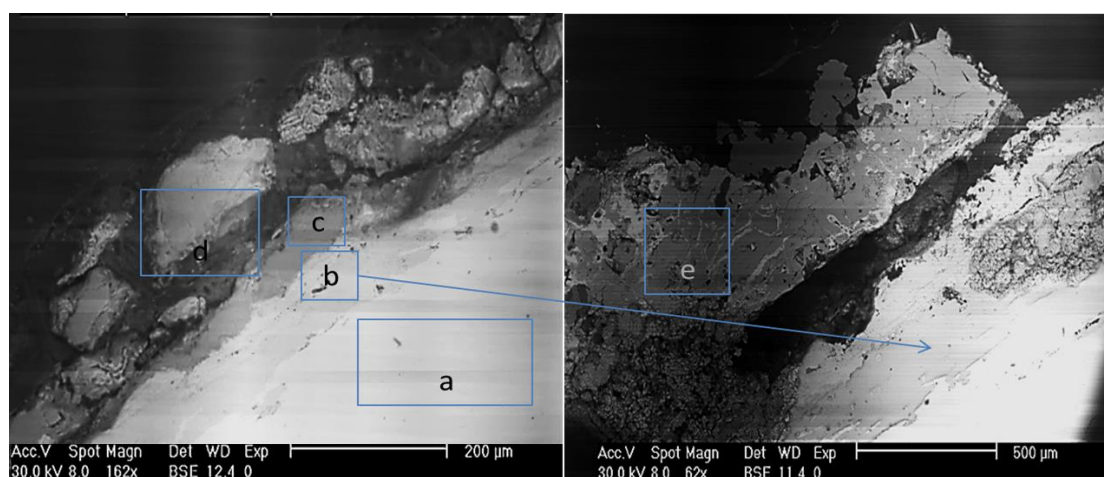 d
c
b
a
e
Acc.V Spot Magn Det WD Exp
30.0 kV 8.0 162x BSE 12.4 0
200 µm
Acc.V Spot Magn Det WD Exp
30.0 kV 8.0 62x BSE 11.4 0
500 µm